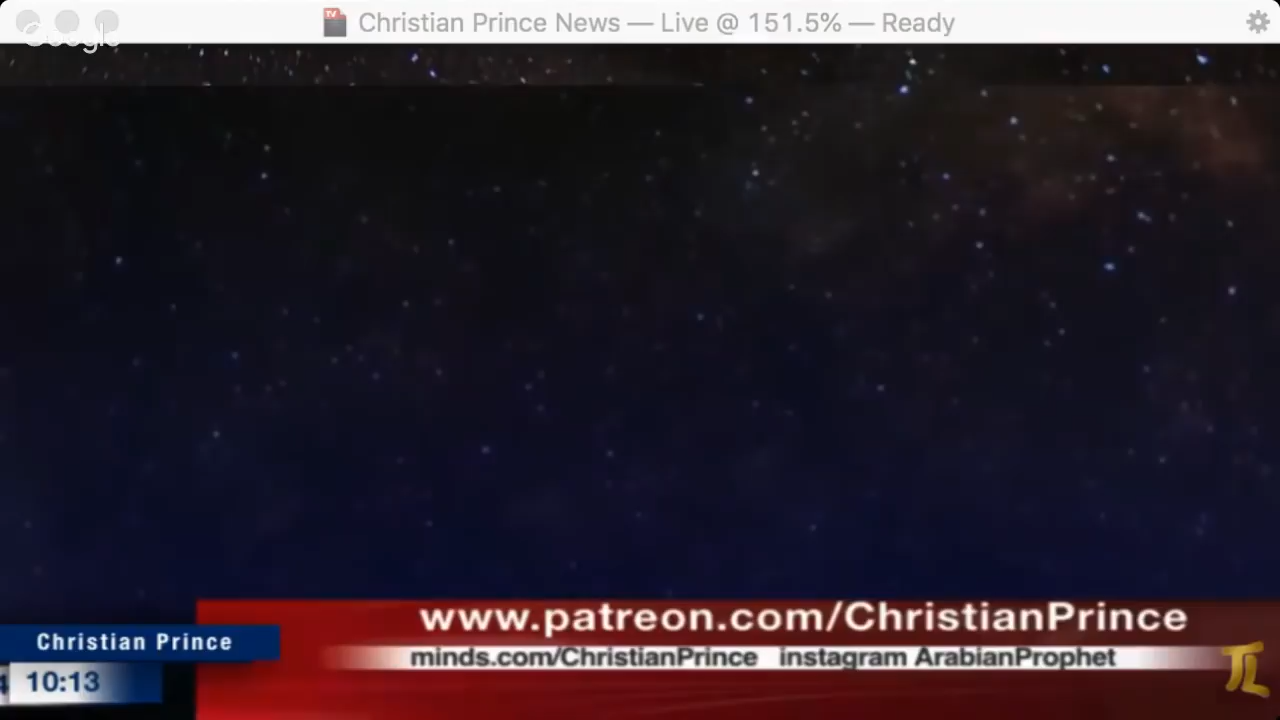 Christian Prince News — Live @ 151.5% — Ready
Google
www.patreon.com/ChristianPrince
Christian Prince
minds.com/ChristianPrince instagram ArabianProphet
10:13